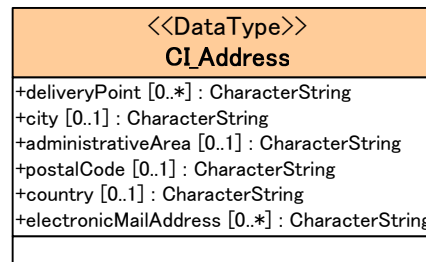 <<DataType>>
CI_Address
+deliveryPoint [0..*] : CharacterString
+city [0..1] : CharacterString
+administrativeArea [0..1] : CharacterString
+postalCode [0..1] : CharacterString
+country [0..1] : CharacterString
+electronicMailAddress [0..*] : CharacterString